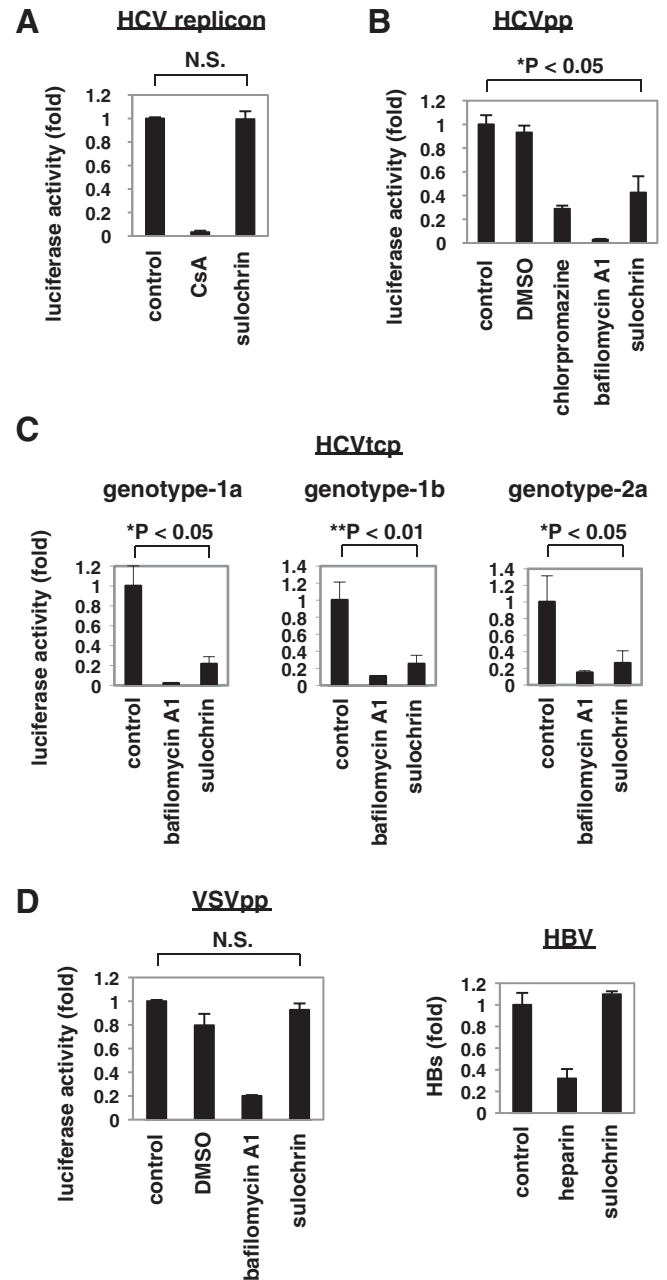 A
HCV replicon
N.S.
luciferase activity (fold)
1.2
1
0.8
0.6
0.4
0.2
0
control
CsA
sulochrin
B
HCVpp
*P < 0.05
luciferase activity (fold)
1.2
1
0.8
0.6
0.4
0.2
0
control
DMSO
chlorpromazine
bafilomycin A1
sulochrin
C
HCVtcp
genotype-1a
*P < 0.05
luciferase activity (fold)
1.2
1
0.8
0.6
0.4
0.2
0
control
bafilomycin A1
sulochrin
genotype-1b
**P < 0.01
1.4
1.2
1
0.8
0.6
0.4
0.2
0
control
bafilomycin A1
sulochrin
genotype-2a
*P < 0.05
1.4
1.2
1
0.8
0.6
0.4
0.2
0
control
bafilomycin A1
sulochrin
D
VSVpp
N.S.
luciferase activity (fold)
1.2
1
0.8
0.6
0.4
0.2
0
control
DMSO
bafilomycin A1
sulochrin
HBV
HBs (fold)
1.2
1
0.8
0.6
0.4
0.2
0
control
heparin
sulochrin